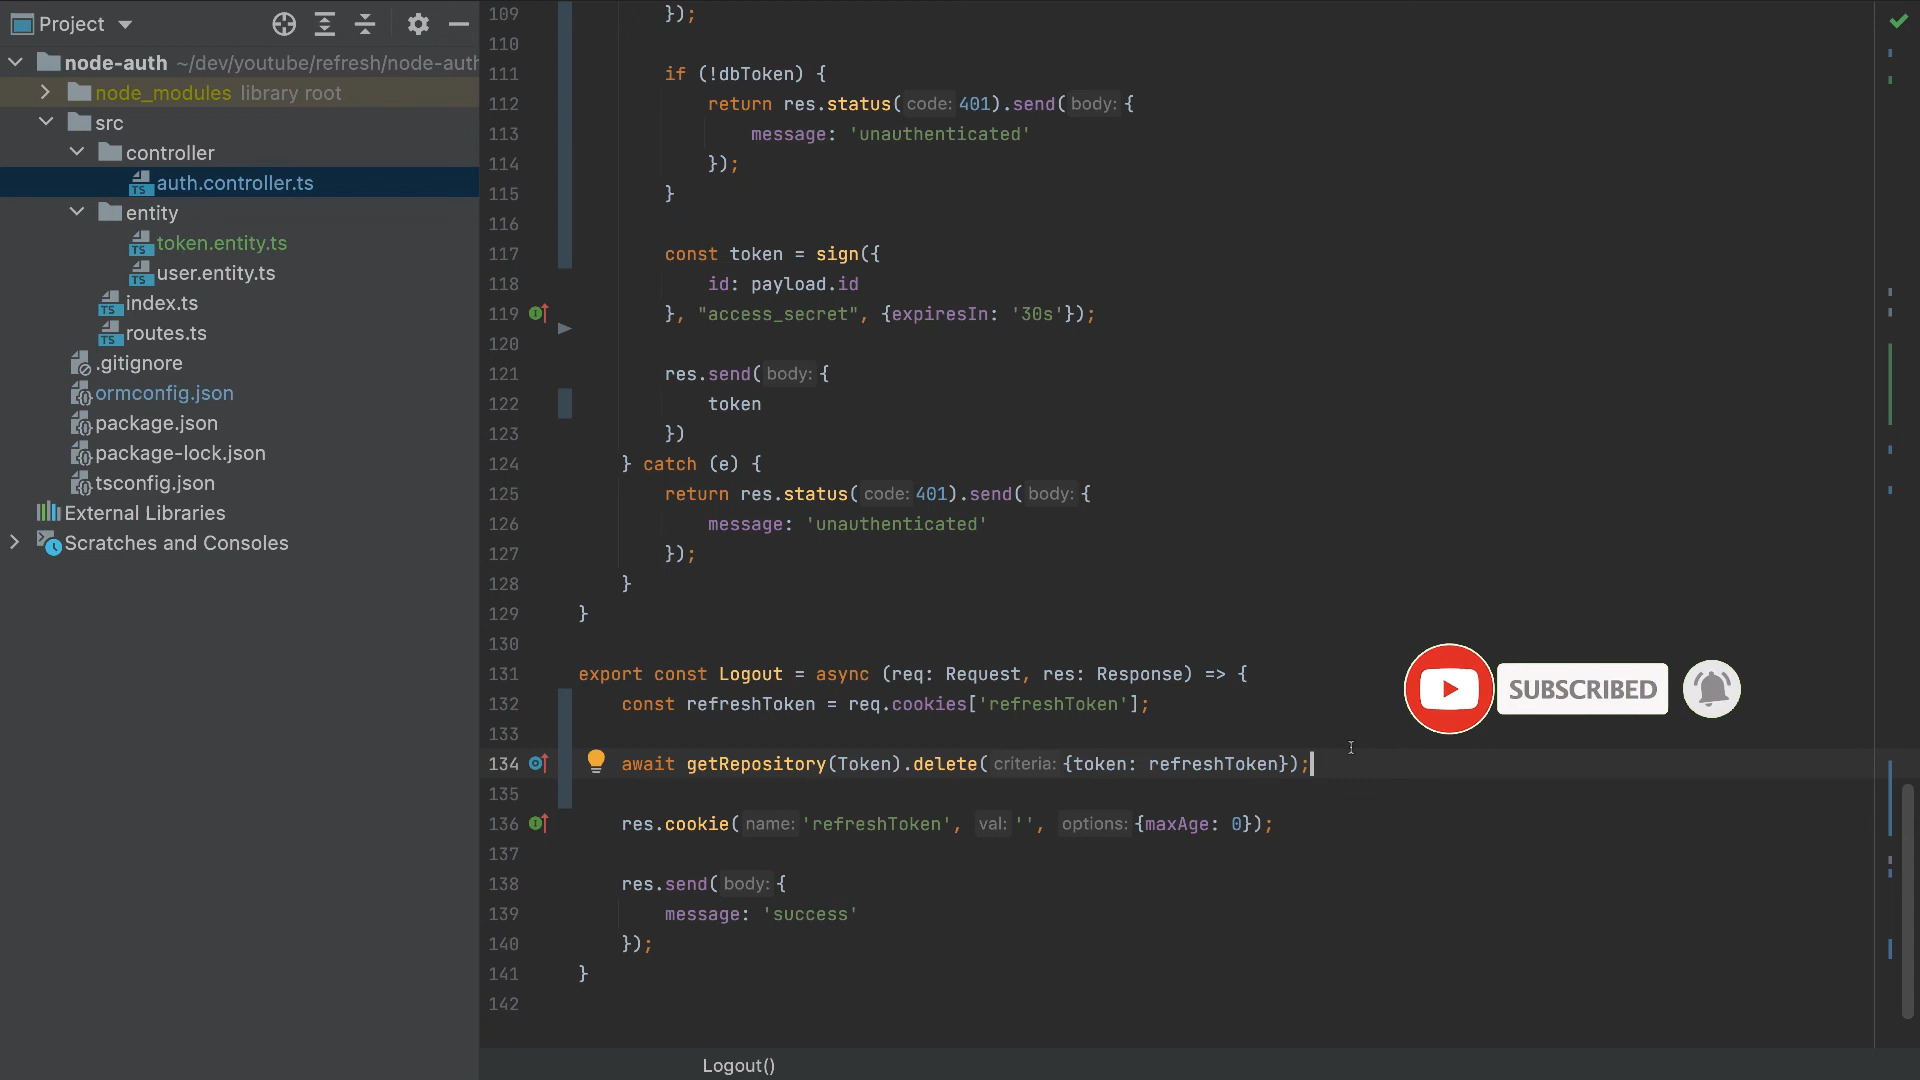 Project
node-auth ~/dev/youtube/refresh/node-auth
node_modules library root
src
controller
auth.controller.ts
entity
token.entity.ts
user.entity.ts
index.ts
routes.ts
.gitignore
ormconfig.json
package.json
package-lock.json
tsconfig.json
External Libraries
Scratches and Consoles
109 });
110
111 if (!dbToken) {
112 return res.status( code: 401).send( body: {
113 message: 'unauthenticated'
114 });
115 }
116
117 const token = sign({
118 id: payload.id
119 }, "access_secret", {expiresIn: '30s'});
120
121 res.send( body: {
122 token
123 })
124 } catch (e) {
125 return res.status( code: 401).send( body: {
126 message: 'unauthenticated'
127 });
128 }
129 }
130
131 export const Logout = async (req: Request, res: Response) => {
132 const refreshToken = req.cookies['refreshToken'];
133
134 await getRepository(Token).delete( criteria: {token: refreshToken});
135
136 res.cookie( name: 'refreshToken', val: '', options: {maxAge: 0});
137
138 res.send( body: {
139 message: 'success'
140 });
141 }
142
SUBSCRIBED
Logout()